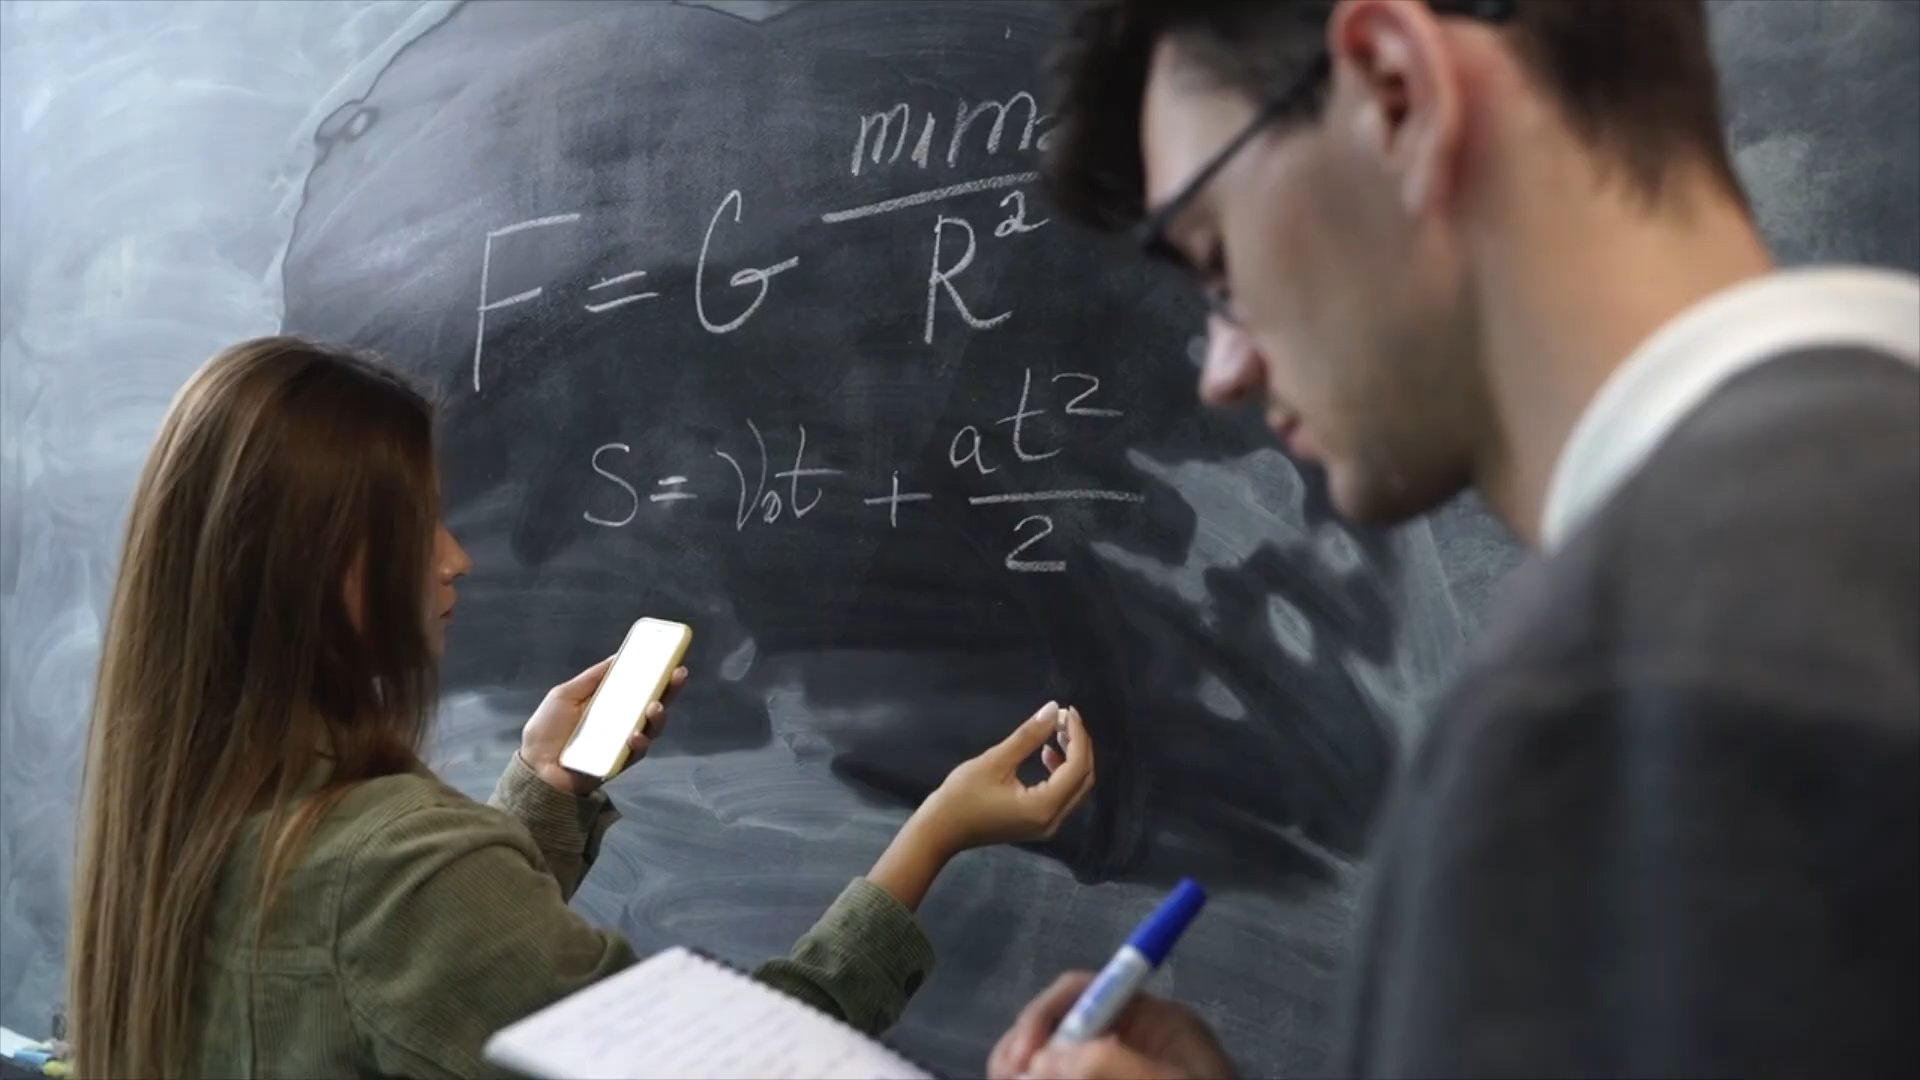 F = G m₁m₂/R²
S = V₀t + at²/2